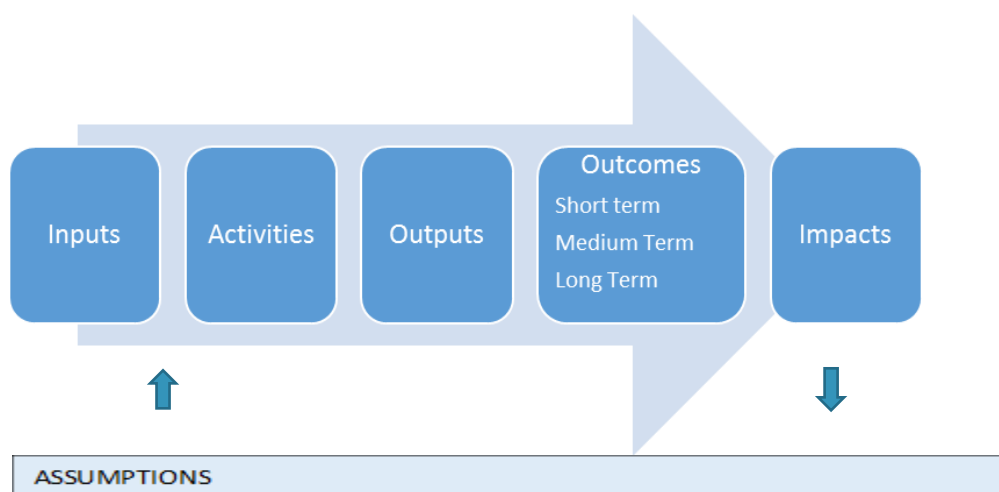 Inputs
Activities
Outputs
Outcomes
Short term
Medium Term
Long Term
Impacts
ASSUMPTIONS